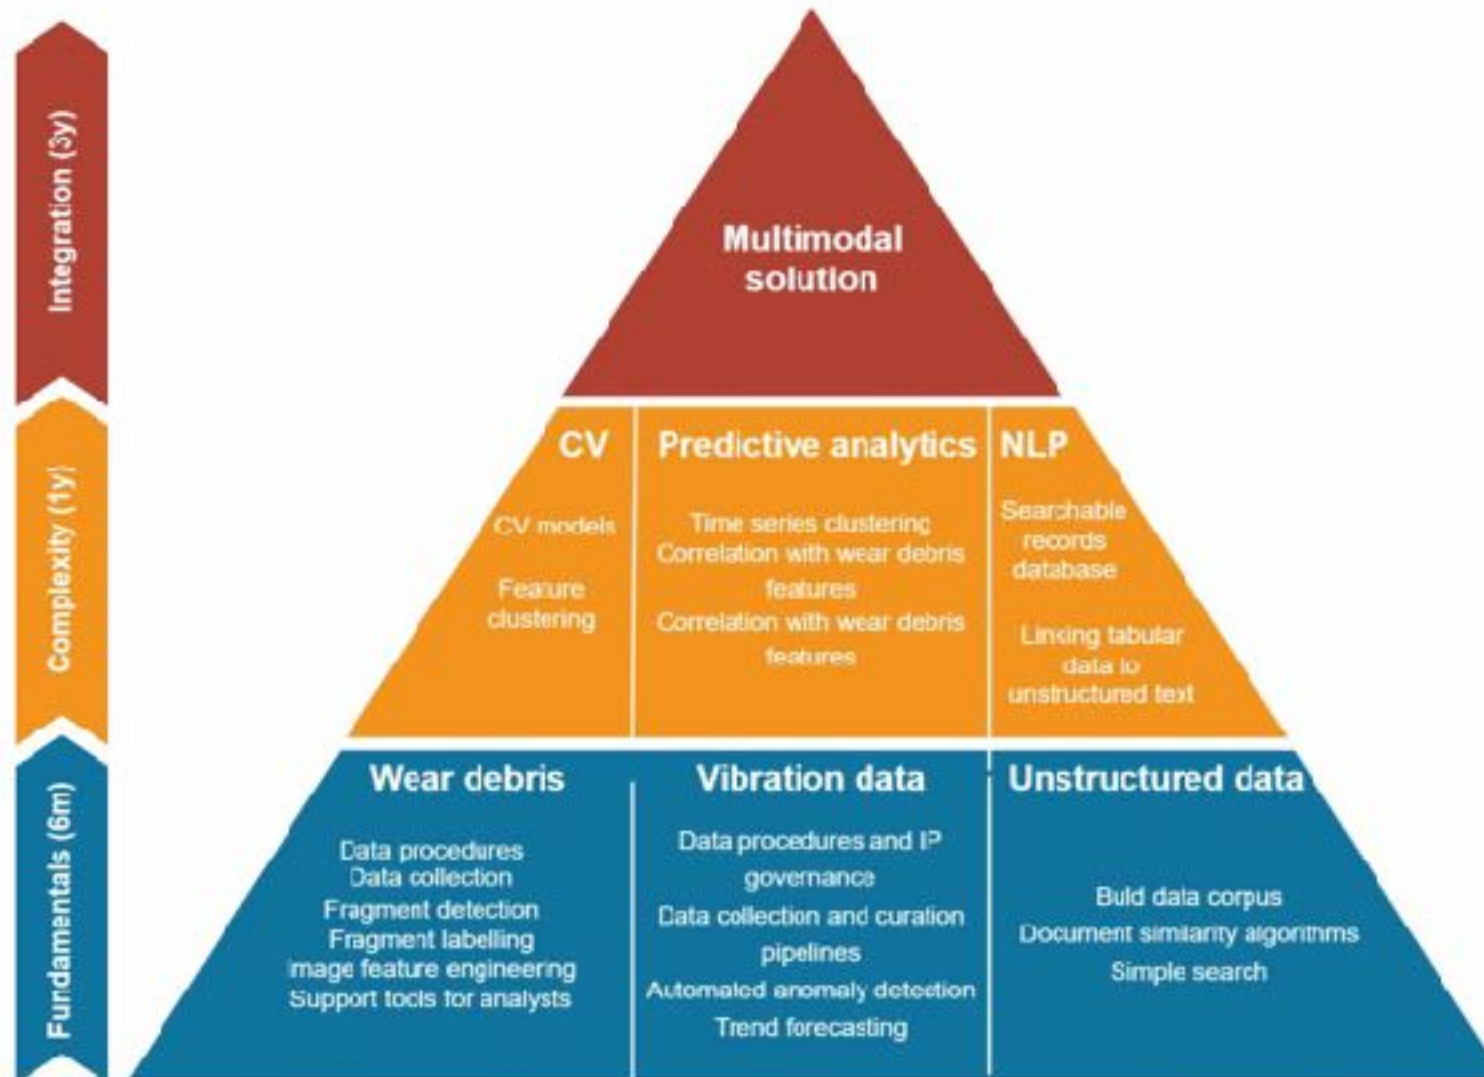 Integration (3y)
Multimodal
solution
Complexity (1y)
CV
CV models
Feature
clustering
Predictive analytics
Time series clustering
Correlation with wear debris
features
Correlation with wear debris
features
NLP
Searchable
records
database
Linking tabular
data to
unstructured text
Fundamentals (6m)
Wear debris
Data procedures
Data collection
Fragment detection
Fragment labelling
Image feature engineering
Support tools for analysts
Vibration data
Data procedures and IP
governance
Data collection and curation
pipelines
Automated anomaly detection
Trend forecasting
Unstructured data
Buld data corpus
Document similarity algorithms
Simple search